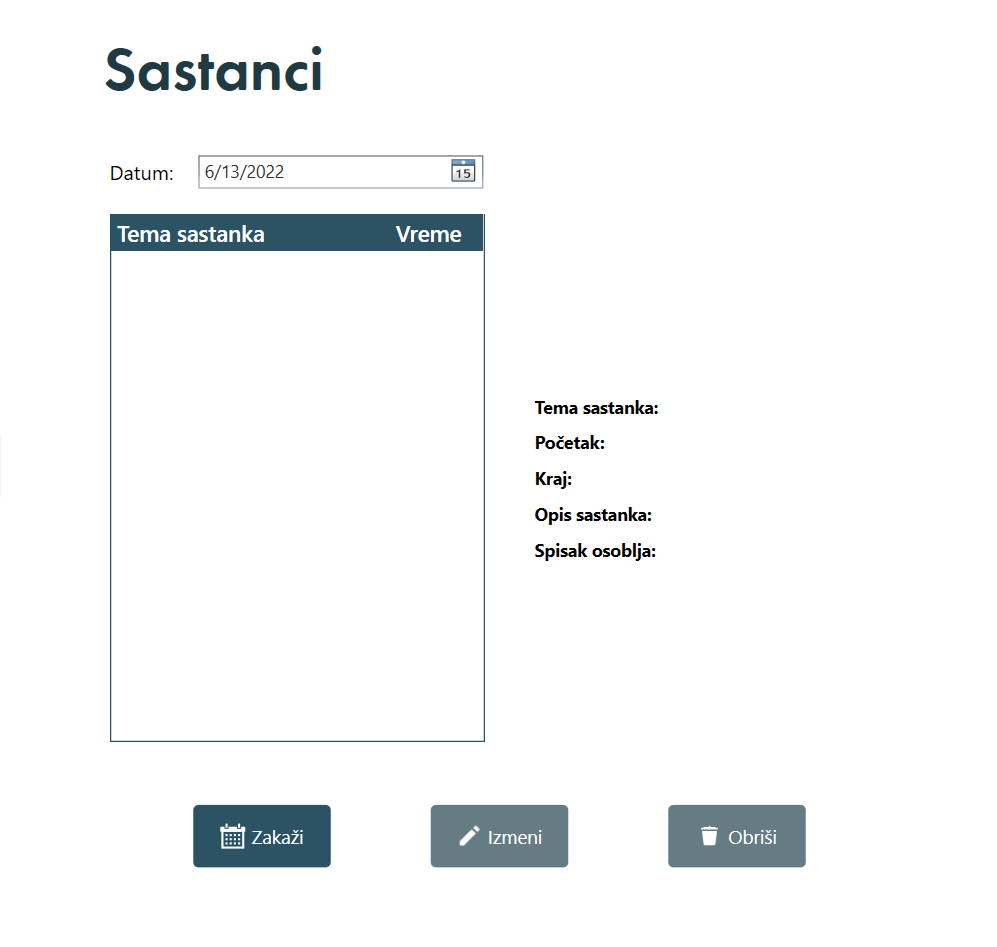 Sastanci
Datum: 6/13/2022 15
Tema sastanka Vreme
Tema sastanka:
Početak:
Kraj:
Opis sastanka:
Spisak osoblja:
Zakaži Izmeni Obriši